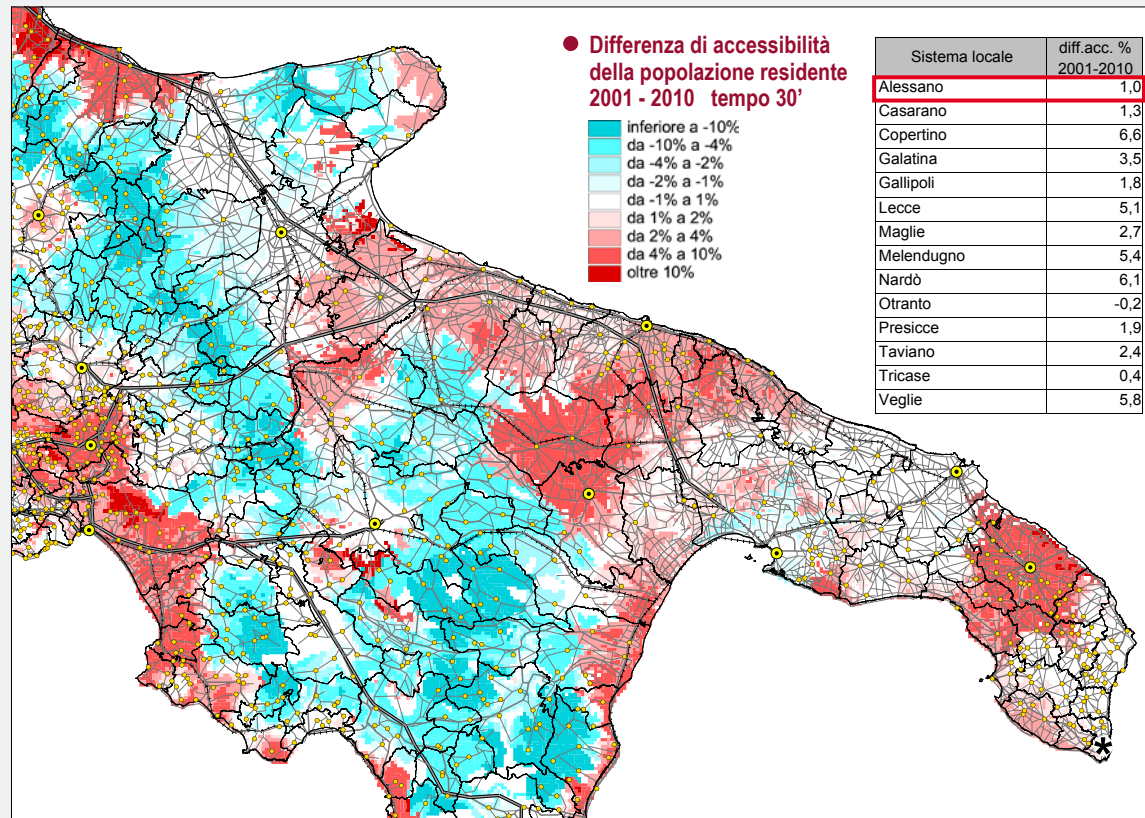 ● Differenza di accessibilità
della popolazione residente
2001 - 2010 tempo 30’
inferiore a -10%
da -10% a -4%
da -4% a -2%
da -2% a -1%
da -1% a 1%
da 1% a 2%
da 2% a 4%
da 4% a 10%
oltre 10%
Sistema locale diff.acc. % 2001-2010
Alessano 1,0
Casarano 1,3
Copertino 6,6
Galatina 3,5
Gallipoli 1,8
Lecce 5,1
Maglie 2,7
Melendugno 5,4
Nardò 6,1
Otranto -0,2
Presicce 1,9
Taviano 2,4
Tricase 0,4
Veglie 5,8
*